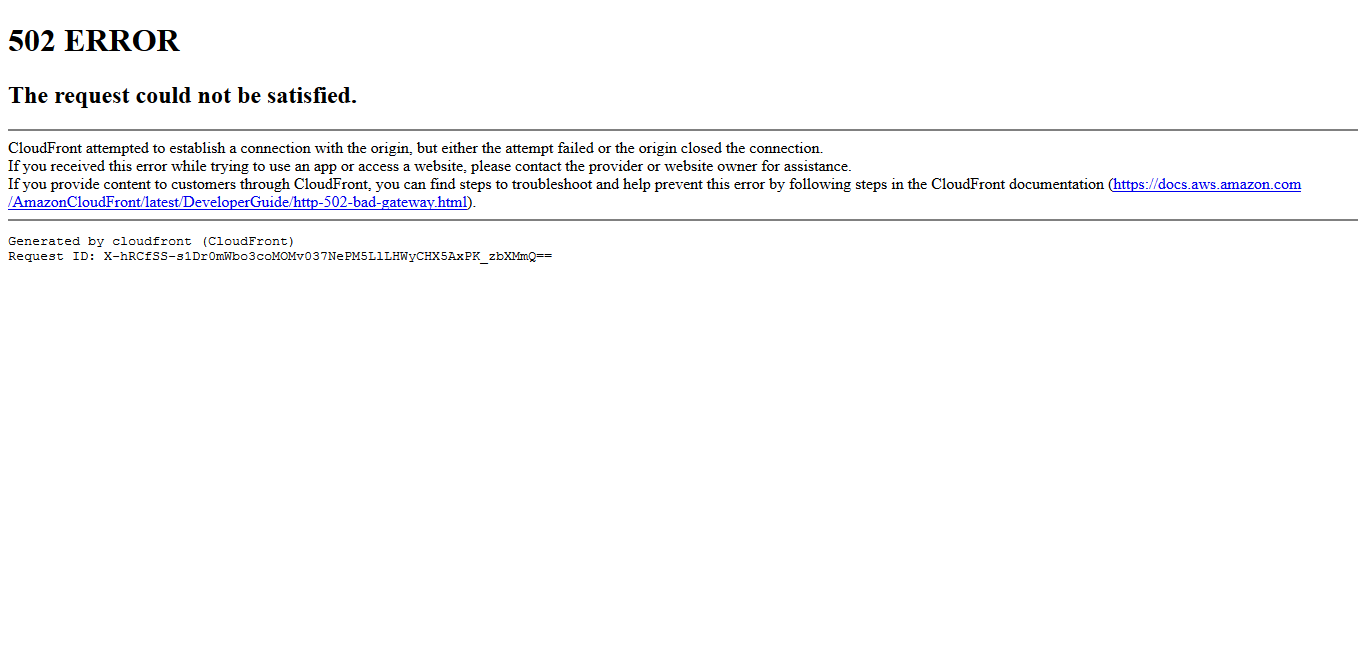 502 ERROR
The request could not be satisfied.
CloudFront attempted to establish a connection with the origin, but either the attempt failed or the origin closed the connection.
If you received this error while trying to use an app or access a website, please contact the provider or website owner for assistance.
If you provide content to customers through CloudFront, you can find steps to troubleshoot and help prevent this error by following steps in the CloudFront documentation (https://docs.aws.amazon.com
/AmazonCloudFront/latest/DeveloperGuide/http-502-bad-gateway.html).
Generated by cloudfront (CloudFront)
Request ID: X-hRCfSS-s1Dr0mWbo3coMOMv037NePM5LlLHWyCHX5AxPK_zbXMmQ==